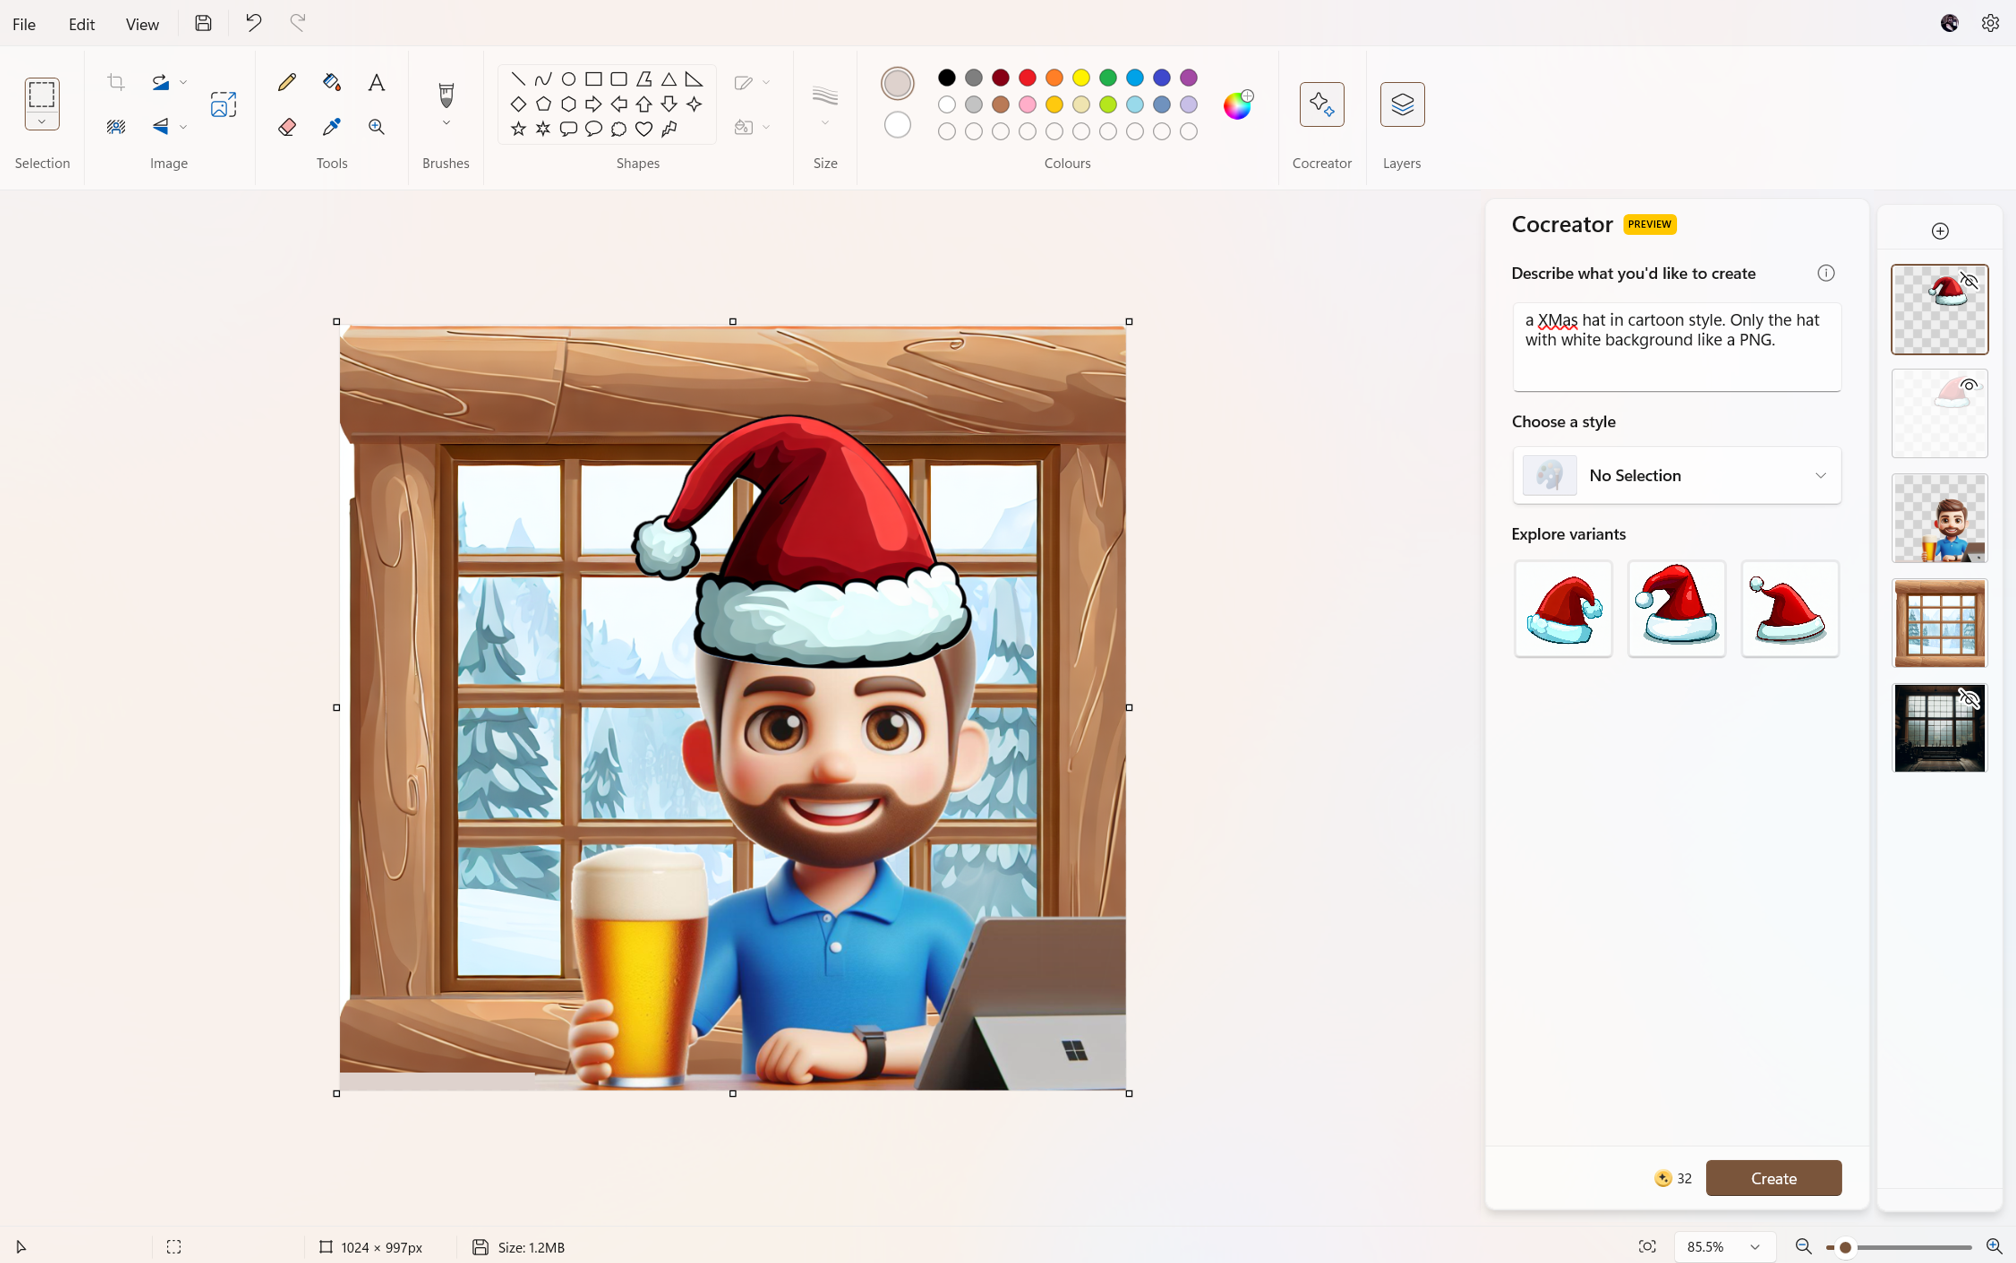 File
Edit
View
Selection
Image
Tools
Brushes
Shapes
Size
Colours
Cocreator
Layers
Cocreator PREVIEW
Describe what you'd like to create
a XMas hat in cartoon style. Only the hat
with white background like a PNG.
Choose a style
No Selection
Explore variants
32
Create
1024 × 997px
Size: 1.2MB
85.5%